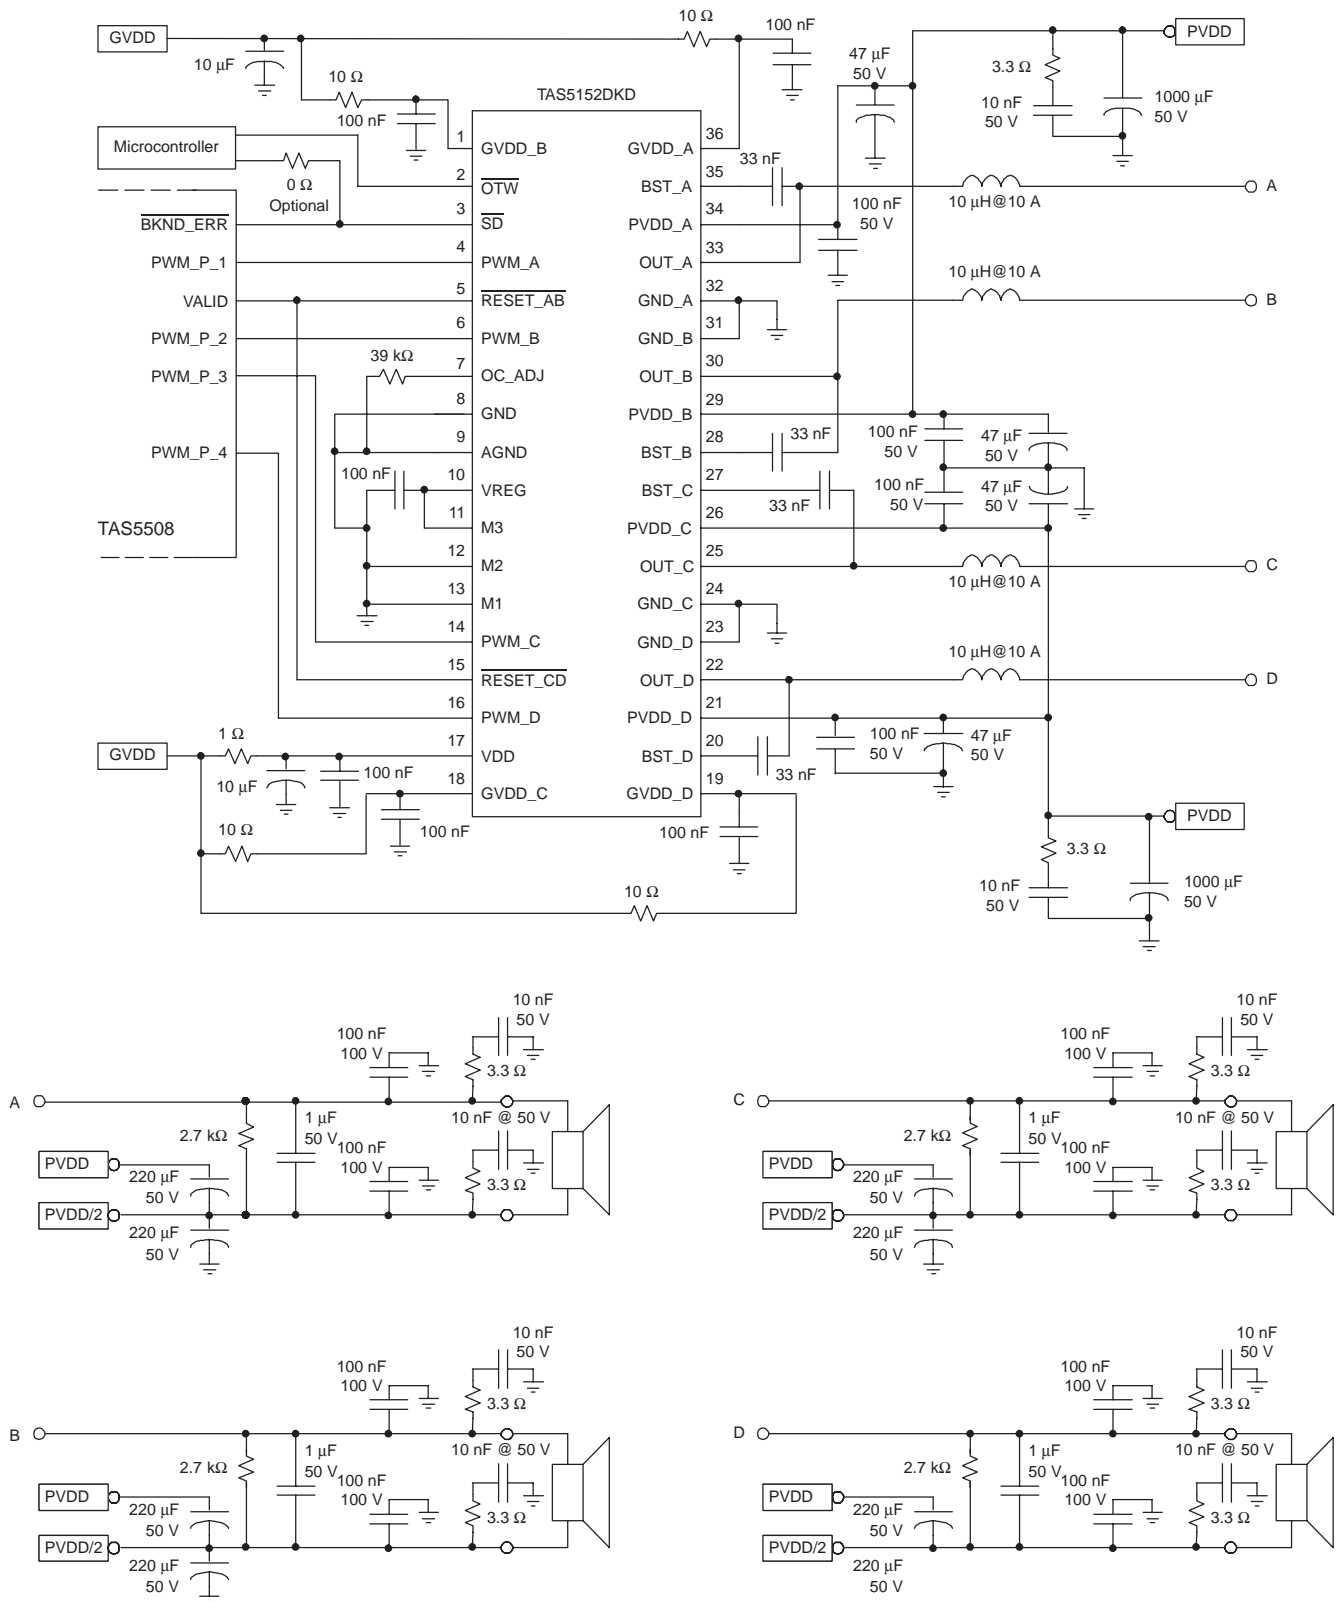 GVDD
10 Ω
100 nF
PVDD
10 µF
47 µF
50 V
3.3 Ω
10 Ω
TAS5152DKD
10 nF
50 V
1000 µF
50 V
100 nF
Microcontroller
1
GVDD_B
GVDD_A
36
33 nF
0 Ω
Optional
2
OTW
BST_A
35
10 µH@10 A
A
BKND_ERR
3
SD
PVDD_A
34
100 nF
50 V
PWM_P_1
4
PWM_A
OUT_A
33
10 µH@10 A
VALID
5
RESET_AB
GND_A
32
B
PWM_P_2
6
PWM_B
GND_B
31
PWM_P_3
39 kΩ
7
OC_ADJ
OUT_B
30
8
GND
PVDD_B
29
33 nF
100 nF
50 V
47 µF
50 V
PWM_P_4
9
AGND
BST_B
28
100 nF
10
VREG
BST_C
27
33 nF
100 nF
50 V
47 µF
50 V
TAS5508
11
M3
PVDD_C
26
12
M2
OUT_C
25
10 µH@10 A
C
13
M1
GND_C
24
14
PWM_C
GND_D
23
10 µH@10 A
15
RESET_CD
OUT_D
22
D
16
PWM_D
PVDD_D
21
100 nF
50 V
47 µF
50 V
GVDD
1 Ω
17
VDD
BST_D
20
33 nF
10 µF
100 nF
18
GVDD_C
GVDD_D
19
10 Ω
100 nF
100 nF
PVDD
3.3 Ω
10 Ω
10 nF
50 V
1000 µF
50 V
10 nF
50 V
100 nF
100 V
3.3 Ω
A
10 nF @ 50 V
2.7 kΩ
1 µF
50 V
100 nF
100 V
PVDD
220 µF
50 V
3.3 Ω
PVDD/2
220 µF
50 V
10 nF
50 V
100 nF
100 V
3.3 Ω
C
10 nF @ 50 V
2.7 kΩ
1 µF
50 V
100 nF
100 V
PVDD
220 µF
50 V
3.3 Ω
PVDD/2
220 µF
50 V
10 nF
50 V
100 nF
100 V
3.3 Ω
B
10 nF @ 50 V
2.7 kΩ
1 µF
50 V
100 nF
100 V
PVDD
220 µF
50 V
3.3 Ω
PVDD/2
220 µF
50 V
10 nF
50 V
100 nF
100 V
3.3 Ω
D
10 nF @ 50 V
2.7 kΩ
1 µF
50 V
100 nF
100 V
PVDD
220 µF
50 V
3.3 Ω
PVDD/2
220 µF
50 V